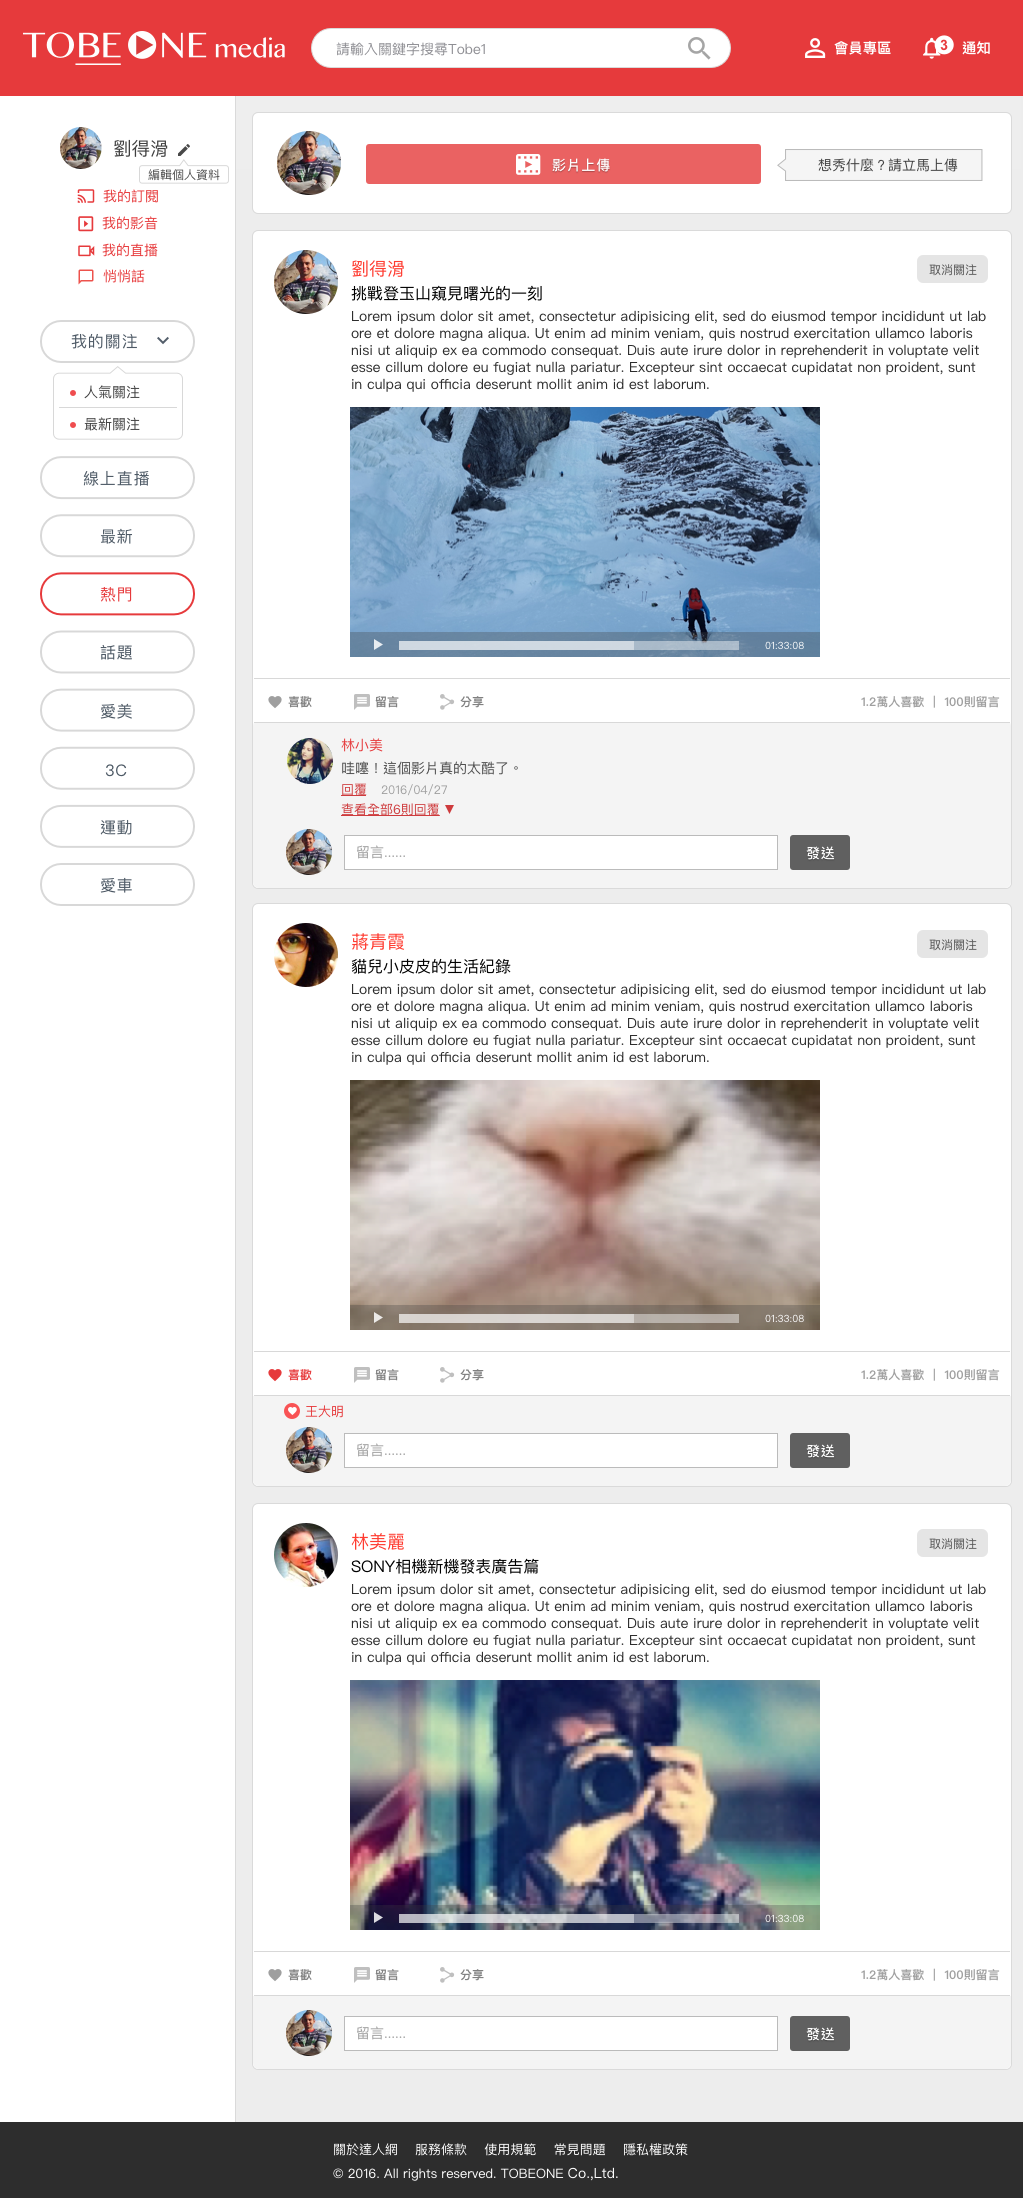 TOBEONE media
請輸入關鍵字搜尋Tobe1
會員專區
3
通知
劉得滑
編輯個人資料
我的訂閱
我的影音
我的直播
悄悄話
我的關注
人氣關注
最新關注
線上直播
最新
熱門
話題
愛美
3C
運動
愛車
影片上傳
想秀什麼？請立馬上傳
劉得滑
取消關注
挑戰登玉山窺見曙光的一刻
Lorem ipsum dolor sit amet, consectetur adipisicing elit, sed do eiusmod tempor incididunt ut lab
ore et dolore magna aliqua. Ut enim ad minim veniam, quis nostrud exercitation ullamco laboris
nisi ut aliquip ex ea commodo consequat. Duis aute irure dolor in reprehenderit in voluptate velit
esse cillum dolore eu fugiat nulla pariatur. Excepteur sint occaecat cupidatat non proident, sunt
in culpa qui officia deserunt mollit anim id est laborum.
01:33:08
喜歡 留言 分享 1.2萬人喜歡 | 100則留言
林小美
哇噻！這個影片真的太酷了。
回覆 2016/04/27
查看全部6則回覆 ▼
留言......
發送
蔣青霞
取消關注
貓兒小皮皮的生活紀錄
Lorem ipsum dolor sit amet, consectetur adipisicing elit, sed do eiusmod tempor incididunt ut lab
ore et dolore magna aliqua. Ut enim ad minim veniam, quis nostrud exercitation ullamco laboris
nisi ut aliquip ex ea commodo consequat. Duis aute irure dolor in reprehenderit in voluptate velit
esse cillum dolore eu fugiat nulla pariatur. Excepteur sint occaecat cupidatat non proident, sunt
in culpa qui officia deserunt mollit anim id est laborum.
01:33:08
喜歡 留言 分享 1.2萬人喜歡 | 100則留言
王大明
留言......
發送
林美麗
取消關注
SONY相機新機發表廣告篇
Lorem ipsum dolor sit amet, consectetur adipisicing elit, sed do eiusmod tempor incididunt ut lab
ore et dolore magna aliqua. Ut enim ad minim veniam, quis nostrud exercitation ullamco laboris
nisi ut aliquip ex ea commodo consequat. Duis aute irure dolor in reprehenderit in voluptate velit
esse cillum dolore eu fugiat nulla pariatur. Excepteur sint occaecat cupidatat non proident, sunt
in culpa qui officia deserunt mollit anim id est laborum.
01:33:08
喜歡 留言 分享 1.2萬人喜歡 | 100則留言
留言......
發送
關於達人網 服務條款 使用規範 常見問題 隱私權政策
© 2016. All rights reserved. TOBEONE Co.,Ltd.